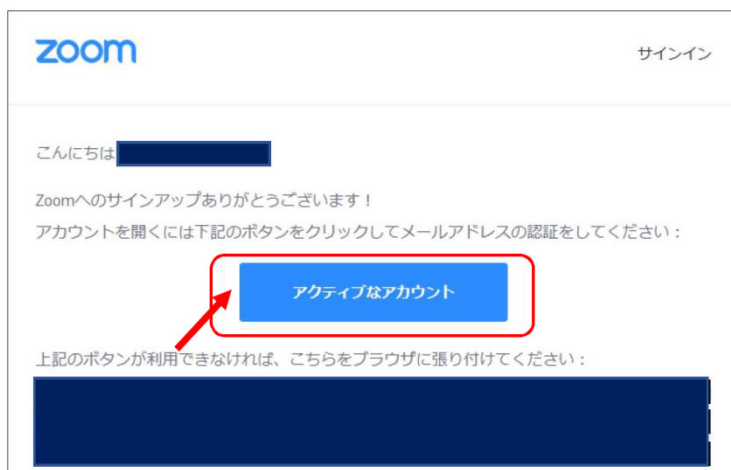 zoom
サインイン
こんにちは
Zoomへのサインアップありがとうございます！
アカウントを開くには下記のボタンをクリックしてメールアドレスの認証をしてください：
アクティブなアカウント
上記のボタンが利用できなければ、こちらをブラウザに張り付けてください：